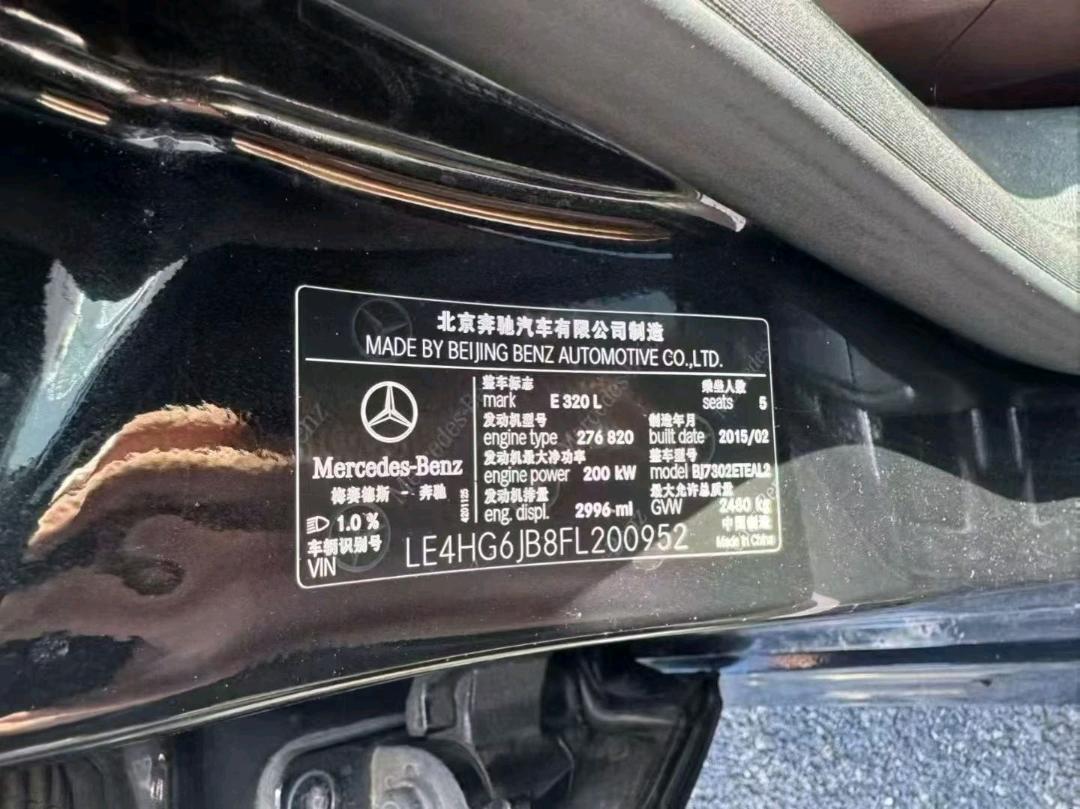 北京奔驰汽车有限公司制造
MADE BY BEIJING BENZ AUTOMOTIVE CO.,LTD.
Mercedes-Benz
梅赛德斯 - 奔驰
1.0 %
整车标志
mark E 320 L
乘坐人数
seats 5
发动机型号
engine type 276 820
制造年月
built date 2015/02
发动机最大净功率
engine power 200 kW
整车型号
model BJ7302ETEAL2
发动机排量
eng. displ. 2996 ml
最大允许总质量
GVW 2480 kg
中国制造
Made in China
车辆识别号
VIN LE4HG6JB8FL200952